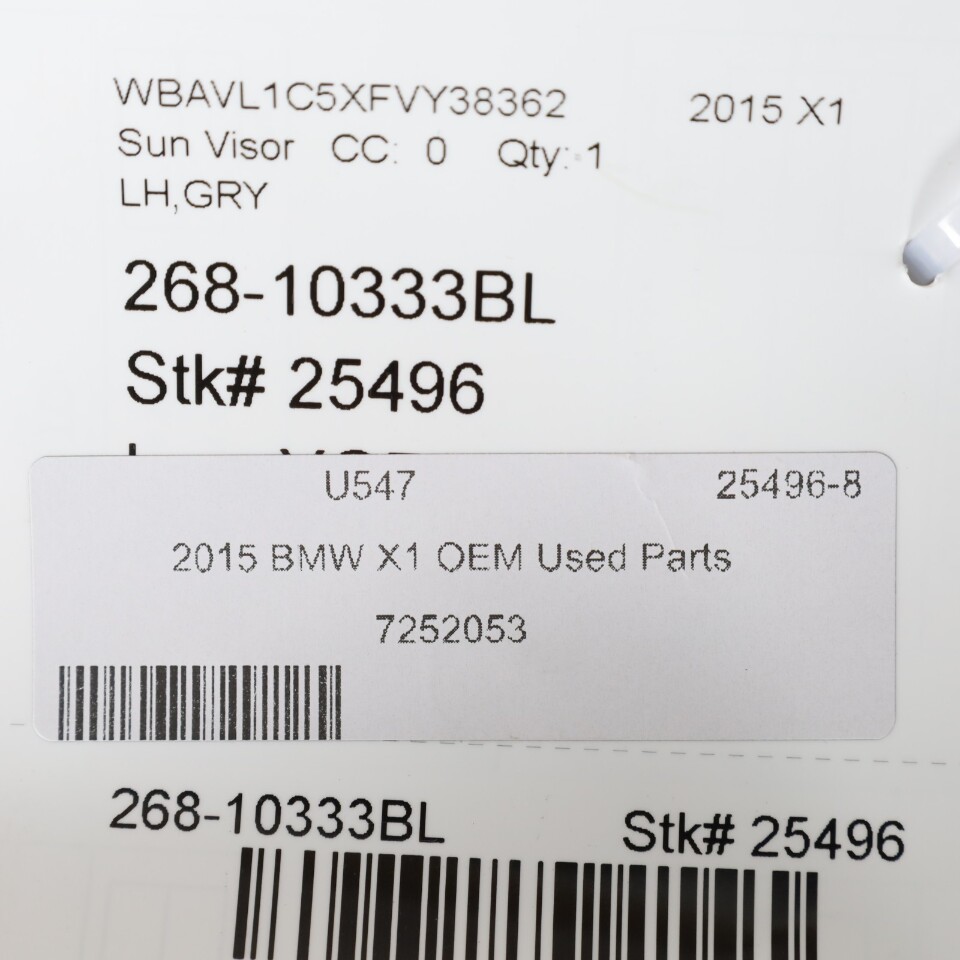 WBAVL1C5XFVY38362 2015 X1
Sun Visor CC: 0 Qty: 1
LH,GRY
268-10333BL
Stk# 25496
U547 25496-8
2015 BMW X1 OEM Used Parts
7252053
268-10333BL Stk# 25496